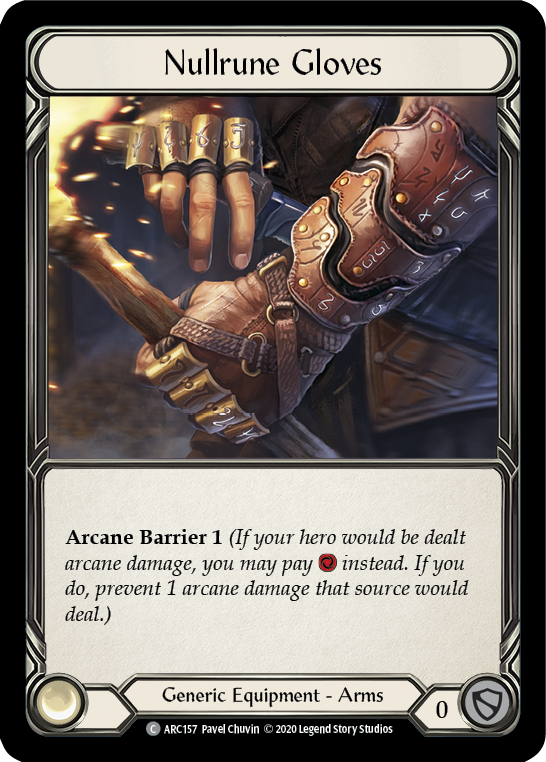 Nullrune Gloves
Arcane Barrier 1 (If your hero would be dealt
arcane damage, you may pay instead. If you
do, prevent 1 arcane damage that source would
deal.)
Generic Equipment - Arms
0
C ARC157 Pavel Chuvin © 2020 Legend Story Studios